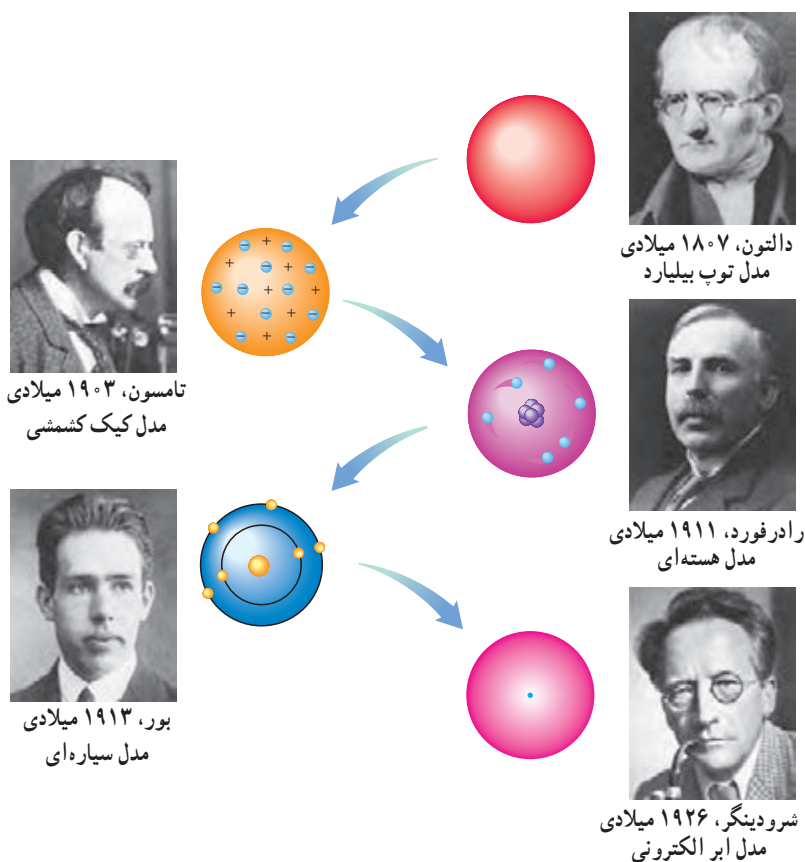 دالتون، ۱۸۰۷ میلادی
مدل توپ بیلیارد
تامسون، ۱۹۰۳ میلادی
مدل کیک کشمشی
رادرفورد، ۱۹۱۱ میلادی
مدل هسته‌ای
بور، ۱۹۱۳ میلادی
مدل سیاره‌ای
شرودینگر، ۱۹۲۶ میلادی
مدل ابر الکترونی